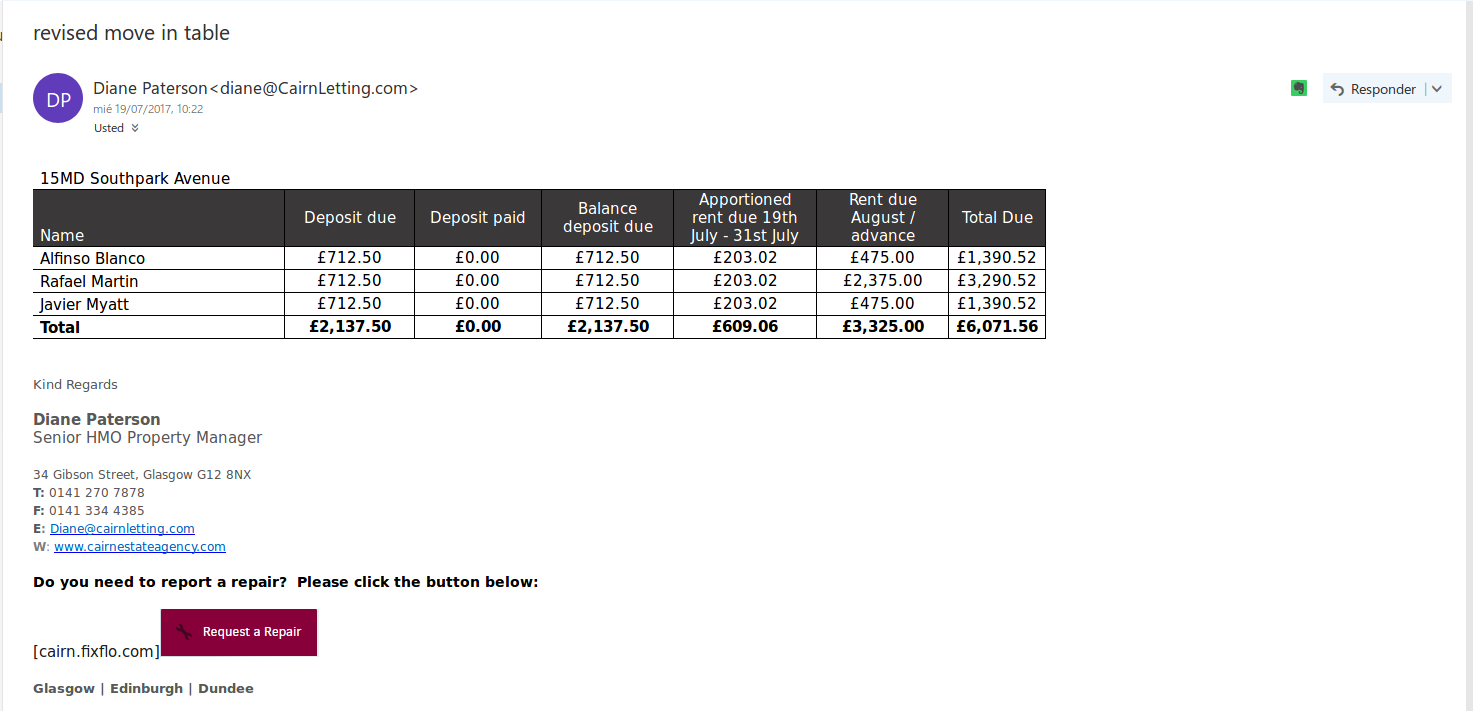 revised move in table
DP
Diane Paterson<diane@CairnLetting.com>
mié 19/07/2017, 10:22
Usted
Responder
15MD Southpark Avenue
Name Deposit due Deposit paid Balance deposit due Apportioned rent due 19th July - 31st July Rent due August / advance Total Due
Alfinso Blanco £712.50 £0.00 £712.50 £203.02 £475.00 £1,390.52
Rafael Martin £712.50 £0.00 £712.50 £203.02 £2,375.00 £3,290.52
Javier Myatt £712.50 £0.00 £712.50 £203.02 £475.00 £1,390.52
Total £2,137.50 £0.00 £2,137.50 £609.06 £3,325.00 £6,071.56
Kind Regards
Diane Paterson
Senior HMO Property Manager
34 Gibson Street, Glasgow G12 8NX
T: 0141 270 7878
F: 0141 334 4385
E: Diane@cairnletting.com
W: www.cairnestateagency.com
Do you need to report a repair?  Please click the button below:
Request a Repair
[cairn.fixflo.com]
Glasgow | Edinburgh | Dundee